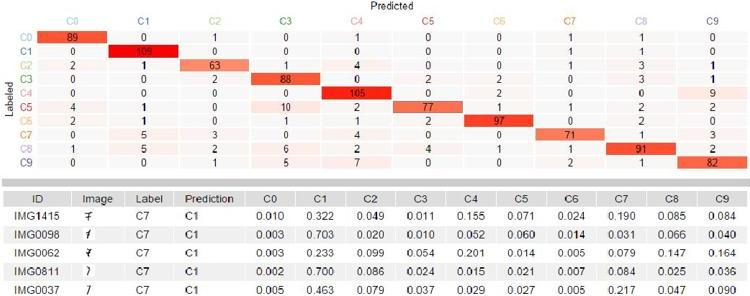 Predicted
C0 C1 C2 C3 C4 C5 C6 C7 C8 C9
Labeled
C0 89 0 1 0 1 0 0 1 1 0
C1 0 109 0 0 0 0 0 1 1 0
C2 2 1 63 1 4 0 0 1 3 1
C3 0 0 2 88 0 2 2 0 3 1
C4 0 0 0 0 105 0 2 0 0 9
C5 4 1 0 10 2 77 1 1 2 2
C6 2 1 0 0 2 1 97 1 2 0
C7 0 5 3 0 4 0 0 71 1 3
C8 1 5 2 6 2 4 1 1 91 2
C9 0 0 1 5 7 0 0 2 1 82
ID Image Label Prediction C0 C1 C2 C3 C4 C5 C6 C7 C8 C9
IMG1415 7 C7 C1 0.010 0.322 0.049 0.011 0.155 0.071 0.024 0.190 0.085 0.084
IMG0098 7 C7 C1 0.003 0.703 0.020 0.010 0.052 0.060 0.014 0.031 0.066 0.040
IMG0062 7 C7 C1 0.003 0.233 0.099 0.054 0.201 0.014 0.005 0.079 0.147 0.164
IMG0811 7 C7 C1 0.002 0.700 0.086 0.024 0.015 0.021 0.007 0.084 0.025 0.036
IMG0037 7 C7 C1 0.005 0.463 0.079 0.037 0.029 0.027 0.005 0.217 0.047 0.090